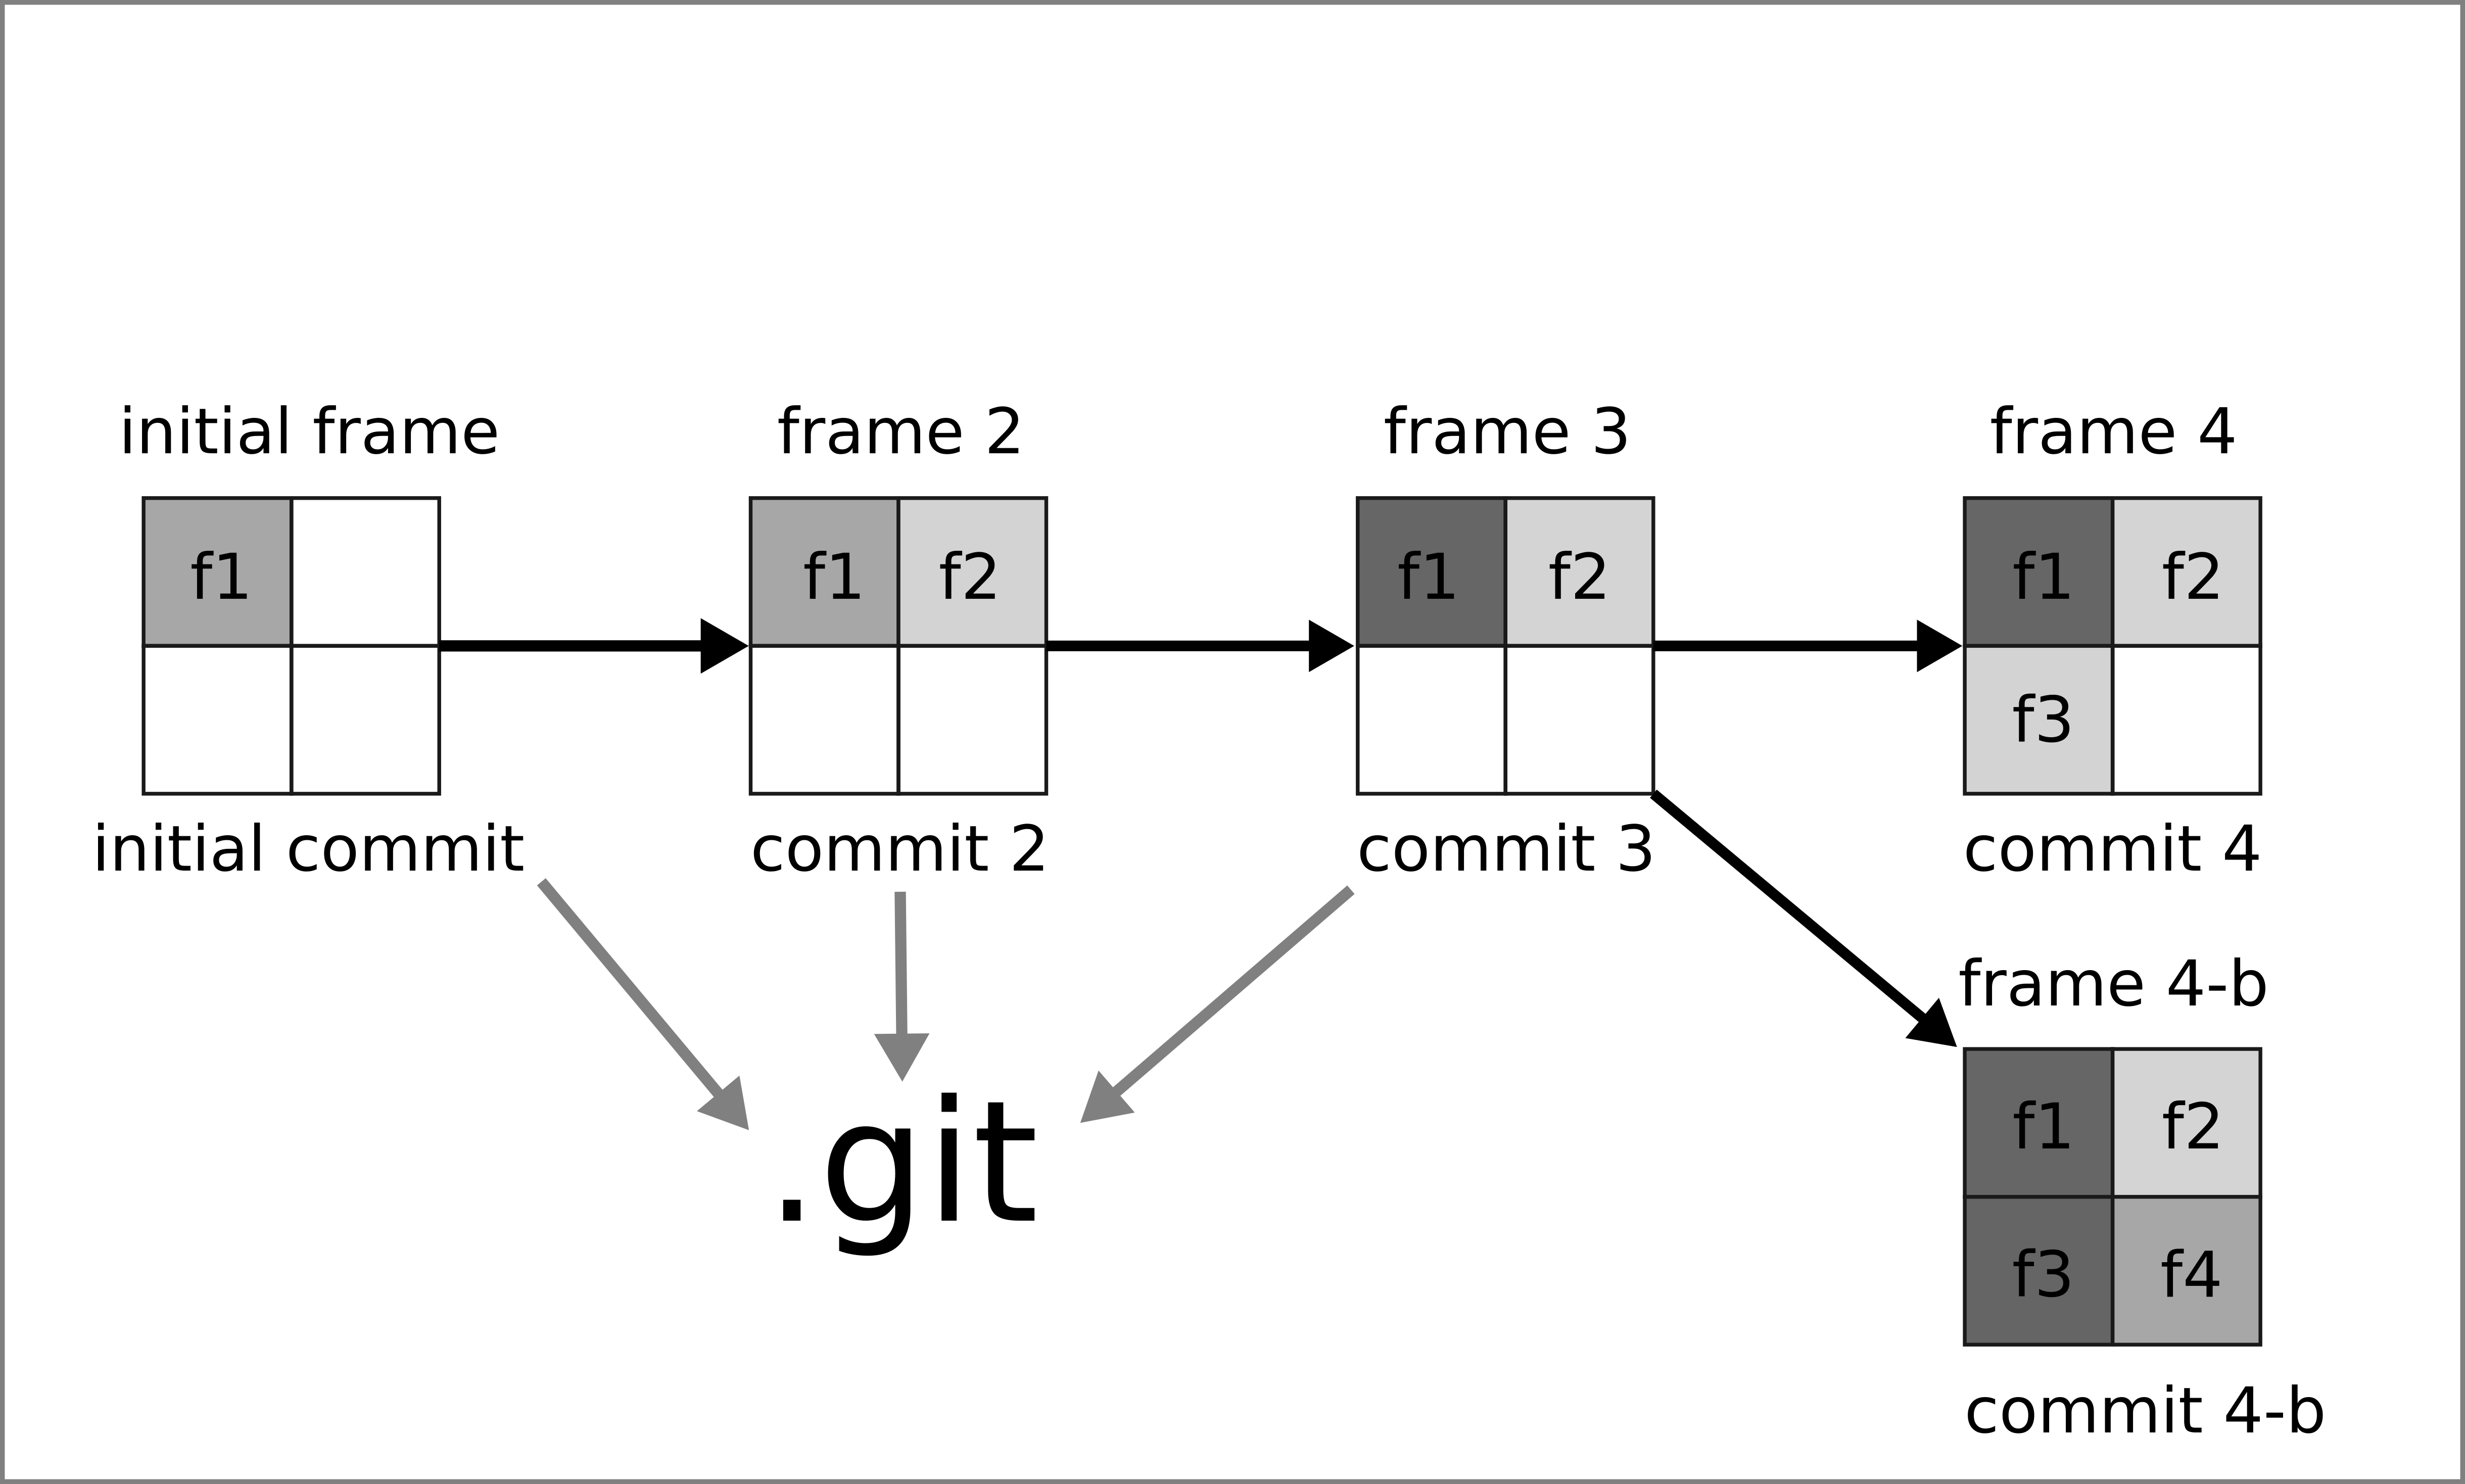 initial frame
frame 2
frame 3
frame 4
f1
f1 f2
f1 f2
f1 f2
f3
initial commit
commit 2
commit 3
commit 4
frame 4-b
f1 f2
f3 f4
commit 4-b
.git